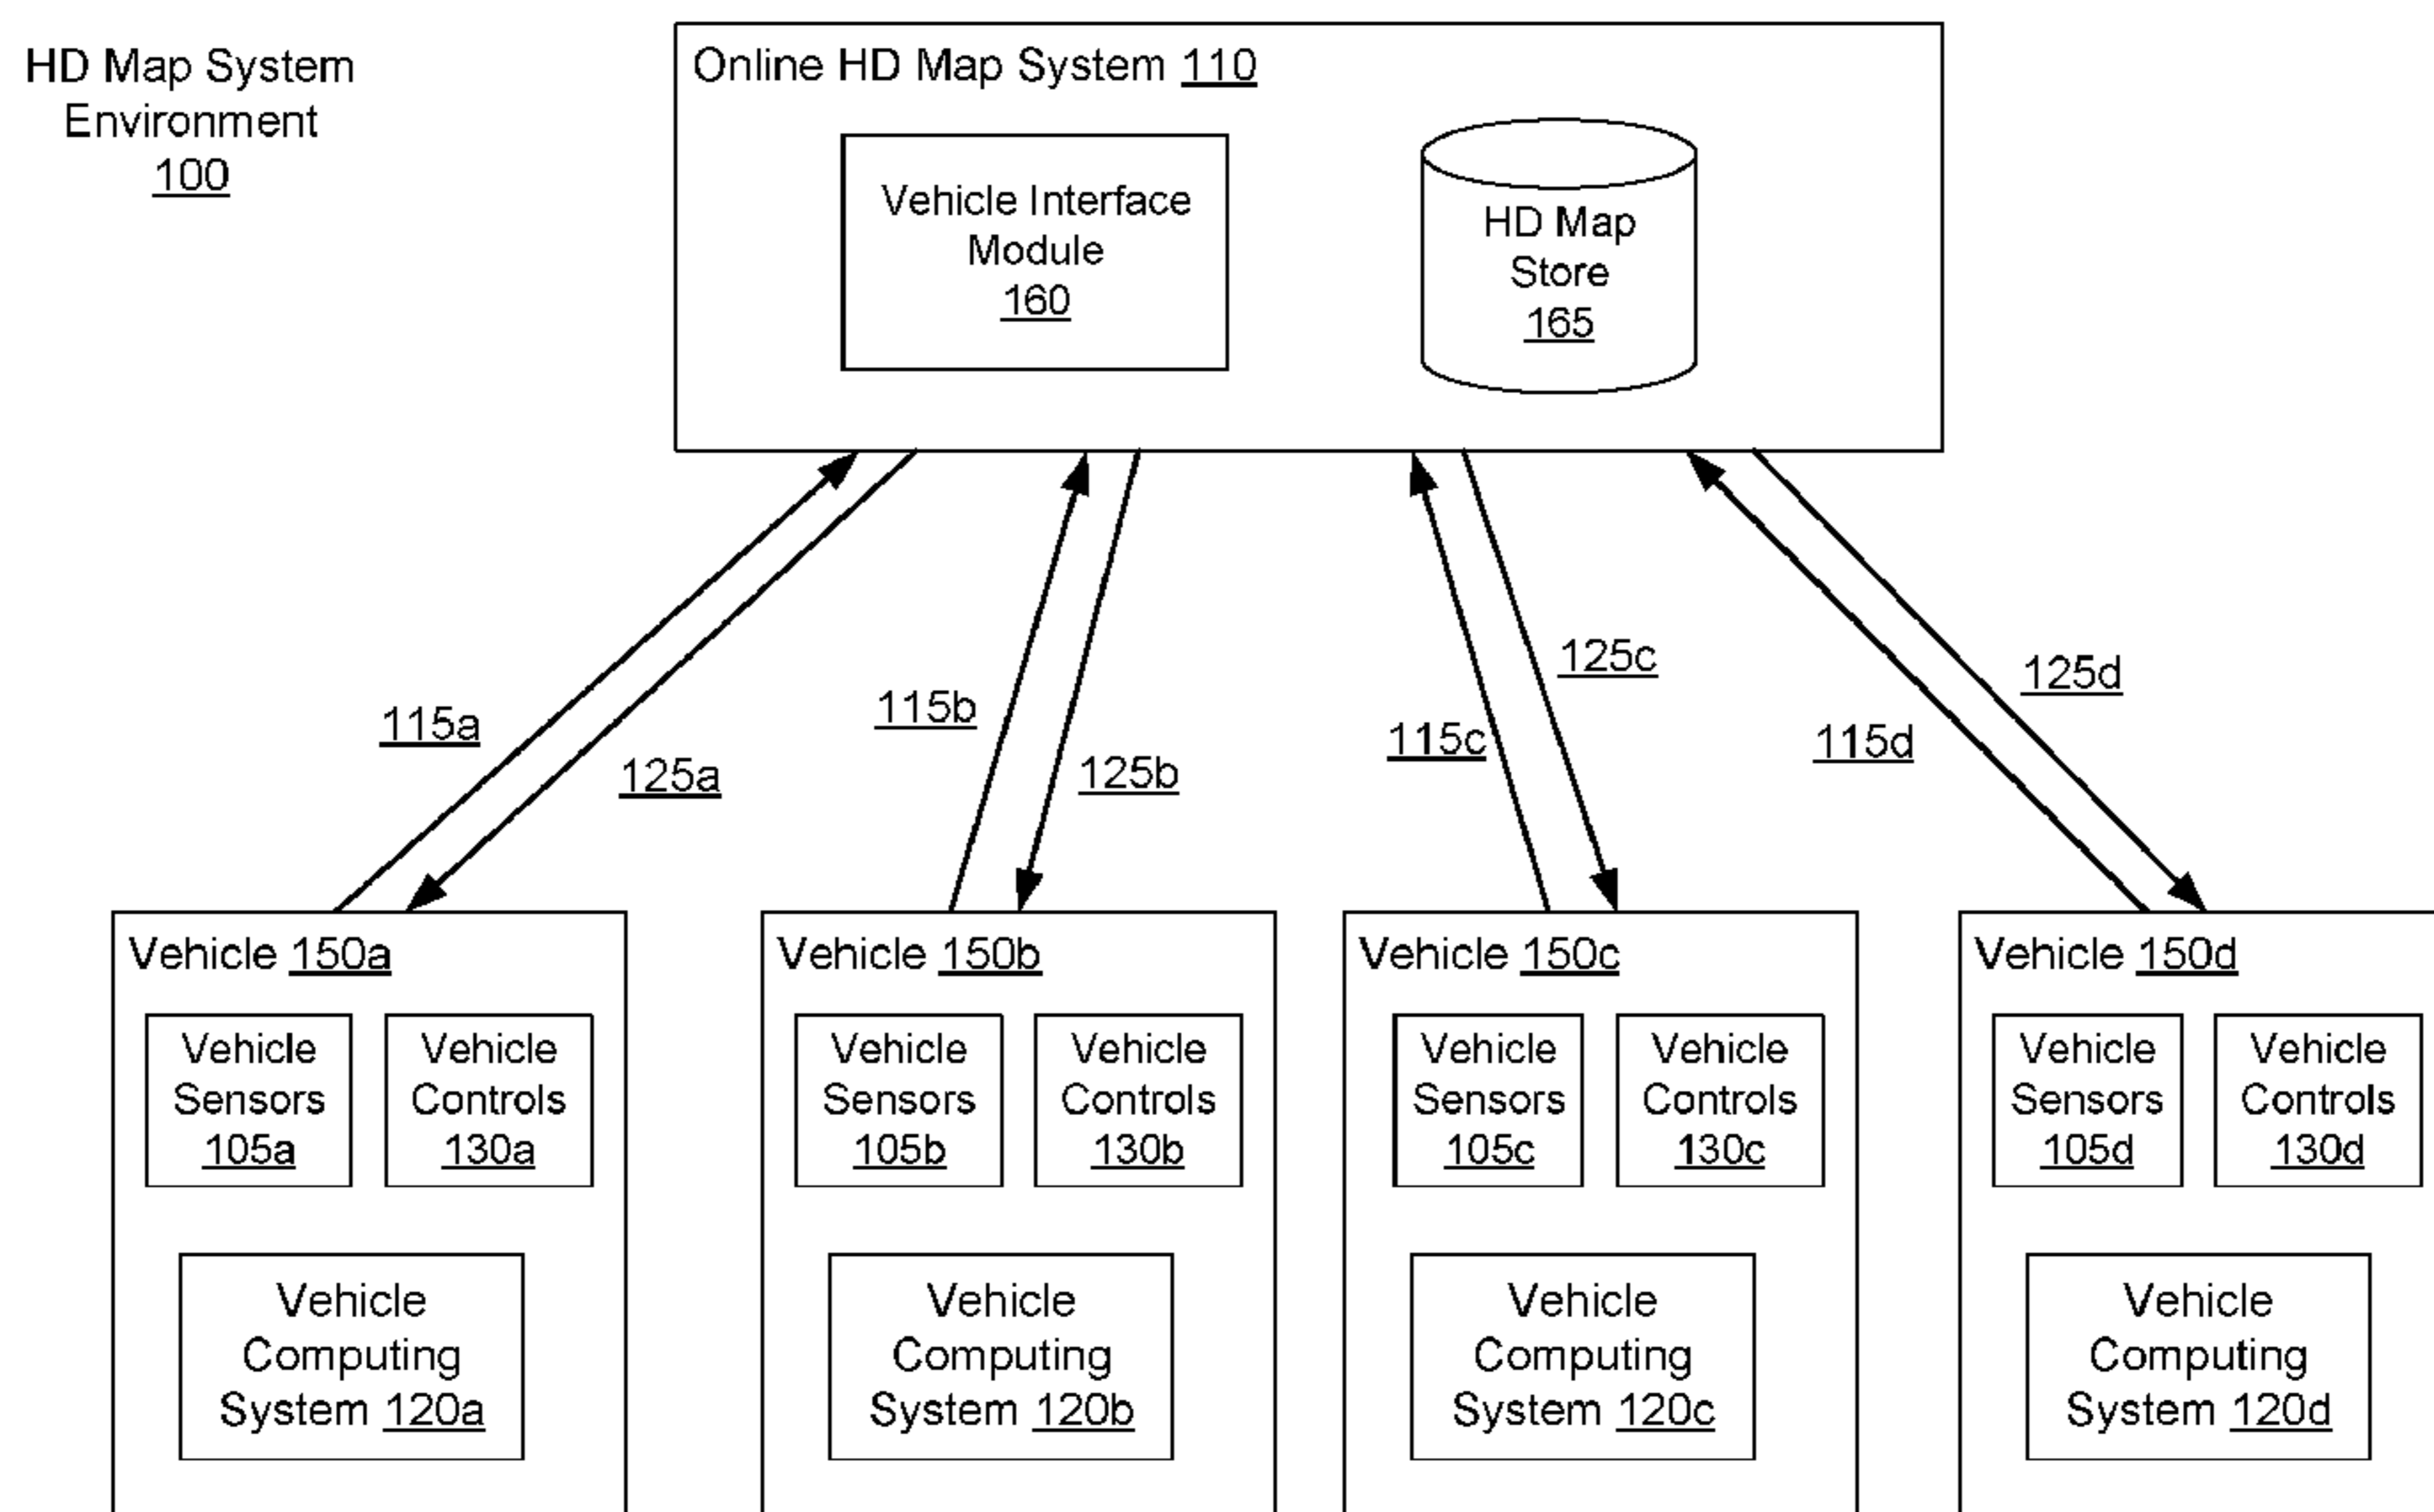 HD Map System
Environment
100
Online HD Map System 110
Vehicle Interface
Module
160
HD Map
Store
165
115a
125a
115b
125b
115c
125c
115d
125d
Vehicle 150a
Vehicle
Sensors
105a
Vehicle
Controls
130a
Vehicle
Computing
System 120a
Vehicle 150b
Vehicle
Sensors
105b
Vehicle
Controls
130b
Vehicle
Computing
System 120b
Vehicle 150c
Vehicle
Sensors
105c
Vehicle
Controls
130c
Vehicle
Computing
System 120c
Vehicle 150d
Vehicle
Sensors
105d
Vehicle
Controls
130d
Vehicle
Computing
System 120d